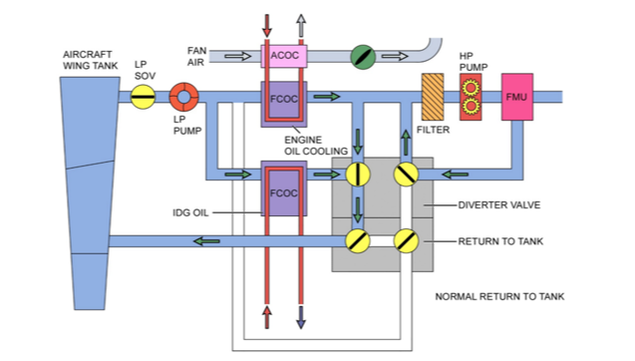 AIRCRAFT
WING TANK
LP
SOV
FAN
AIR
ACOC
HP
PUMP
FCOC
FMU
LP
PUMP
FILTER
ENGINE
OIL COOLING
FCOC
IDG OIL
DIVERTER VALVE
RETURN TO TANK
NORMAL RETURN TO TANK